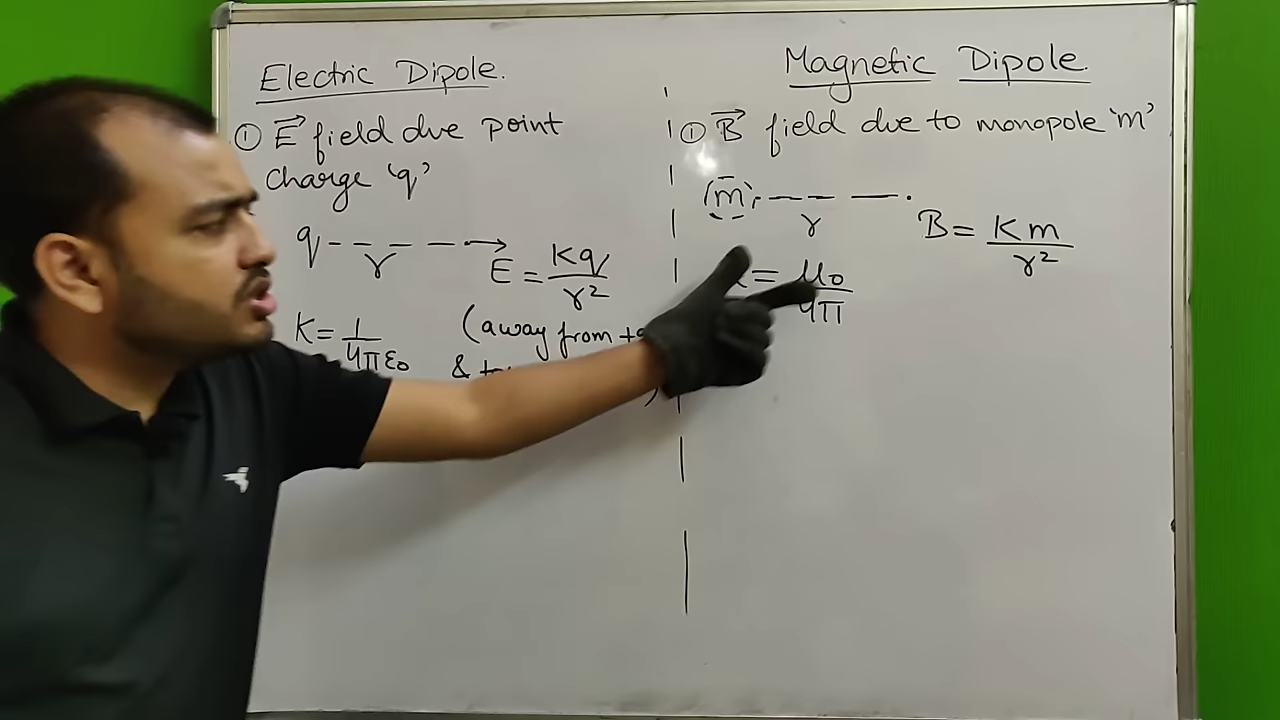 Electric Dipole.
① E⃗ field due point
charge 'q'
q - - - - → r
E = Kq/r²
K = 1/4πε₀
(away from +
&
Magnetic Dipole.
① B⃗ field due to monopole 'm'
(m) - - - - . r
B = Km/r²
= μ₀/4π